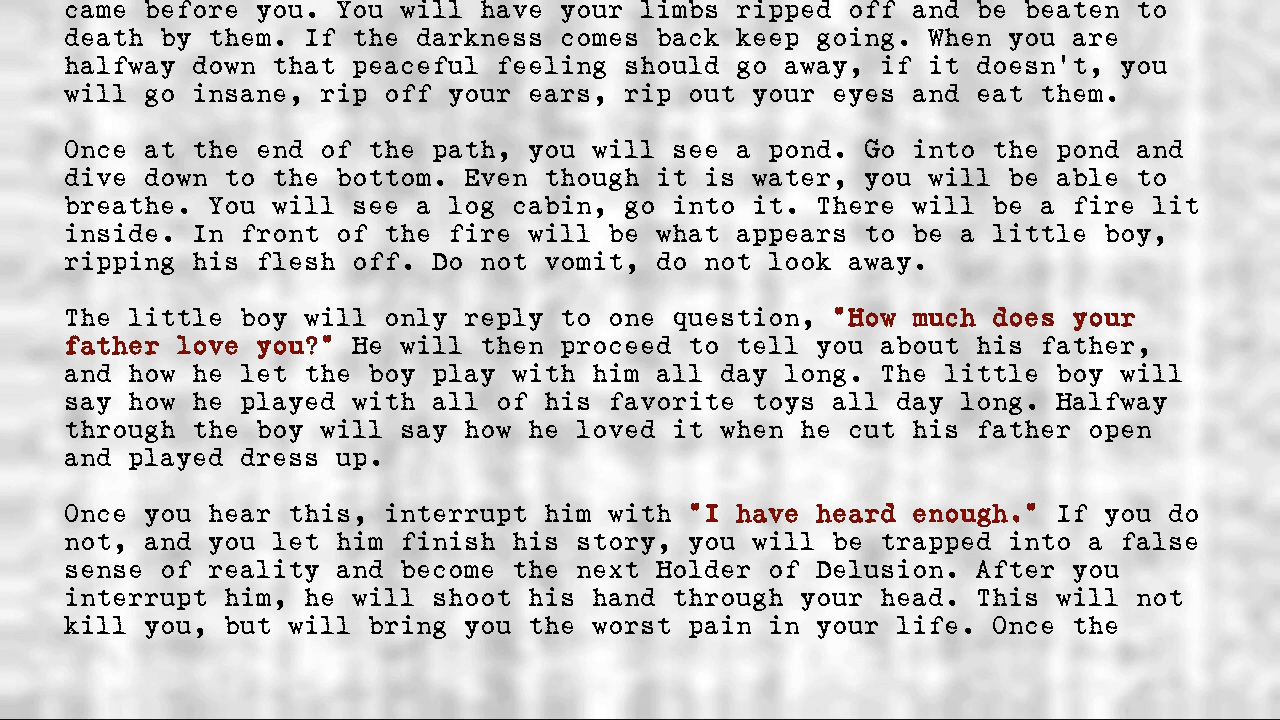 came before you. You will have your limbs ripped off and be beaten to
death by them. If the darkness comes back keep going. When you are
halfway down that peaceful feeling should go away, if it doesn't, you
will go insane, rip off your ears, rip out your eyes and eat them.
Once at the end of the path, you will see a pond. Go into the pond and
dive down to the bottom. Even though it is water, you will be able to
breathe. You will see a log cabin, go into it. There will be a fire lit
inside. In front of the fire will be what appears to be a little boy,
ripping his flesh off. Do not vomit, do not look away.
The little boy will only reply to one question, "How much does your
father love you?" He will then proceed to tell you about his father,
and how he let the boy play with him all day long. The little boy will
say how he played with all of his favorite toys all day long. Halfway
through the boy will say how he loved it when he cut his father open
and played dress up.
Once you hear this, interrupt him with "I have heard enough." If you do
not, and you let him finish his story, you will be trapped into a false
sense of reality and become the next Holder of Delusion. After you
interrupt him, he will shoot his hand through your head. This will not
kill you, but will bring you the worst pain in your life. Once the